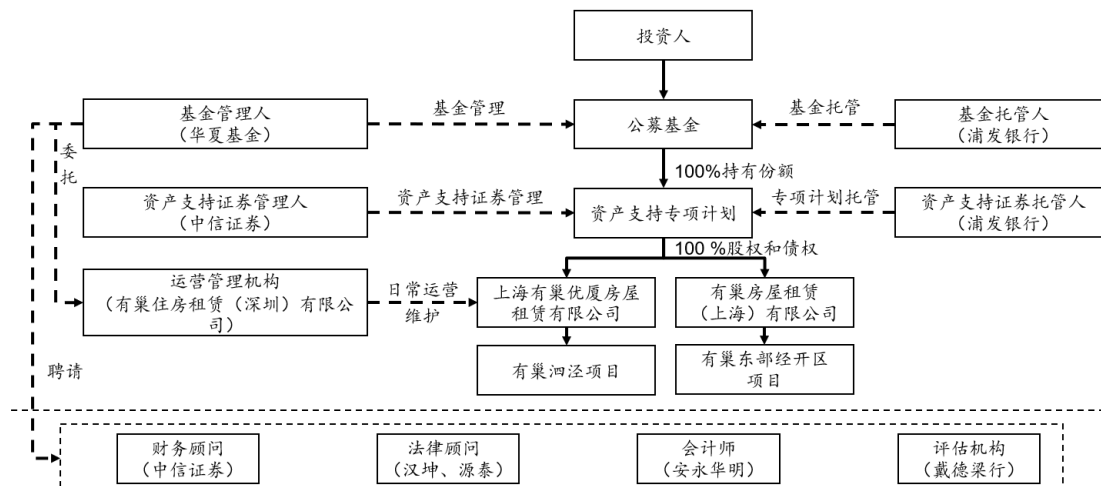 投资人
基金管理人
（华夏基金）
基金管理
公募基金
基金托管
基金托管人
（浦发银行）
委
托
100%持有份额
资产支持证券管理人
（中信证券）
资产支持证券管理
资产支持专项计划
专项计划托管
资产支持证券托管人
（浦发银行）
100 %股权和债权
运营管理机构
（有巢住房租赁（深圳）有限公
司）
日常运营
维护
上海有巢优厦房屋
租赁有限公司
有巢房屋租赁
（上海）有限公司
聘请
有巢泗泾项目
有巢东部经开区
项目
财务顾问
（中信证券）
法律顾问
（汉坤、源泰）
会计师
（安永华明）
评估机构
（戴德梁行）